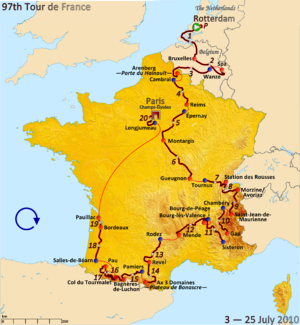 97th Tour de France
The Netherlands
Rotterdam
P
1
Belgium
Bruxelles
2
Spa
Arenberg
—Porte du Hainaut—
3
Wanze
Cambrai
4
Reims
Paris
Champs-Élysées
5
Épernay
20
Longjumeau
Montargis
6
Gueugnon
Station des Rousses
7
Tournus
8
Morzine/
Avoriaz
Chambéry
9
Bourg-de-Péage
Bourg-lès-Valence
Saint-Jean-de-
Maurienne
10
11
Pauillac
19
Bordeaux
Mende
12
Sisteron
Rodez
18
13
Salies-de-Béarn
Pau
Pamiers
Revel
17
16
15
14
Col du Tourmalet
Bagnères-
de-Luchon
Ax 3 Domaines
Plateau de Bonascre—
3 — 25 July 2010